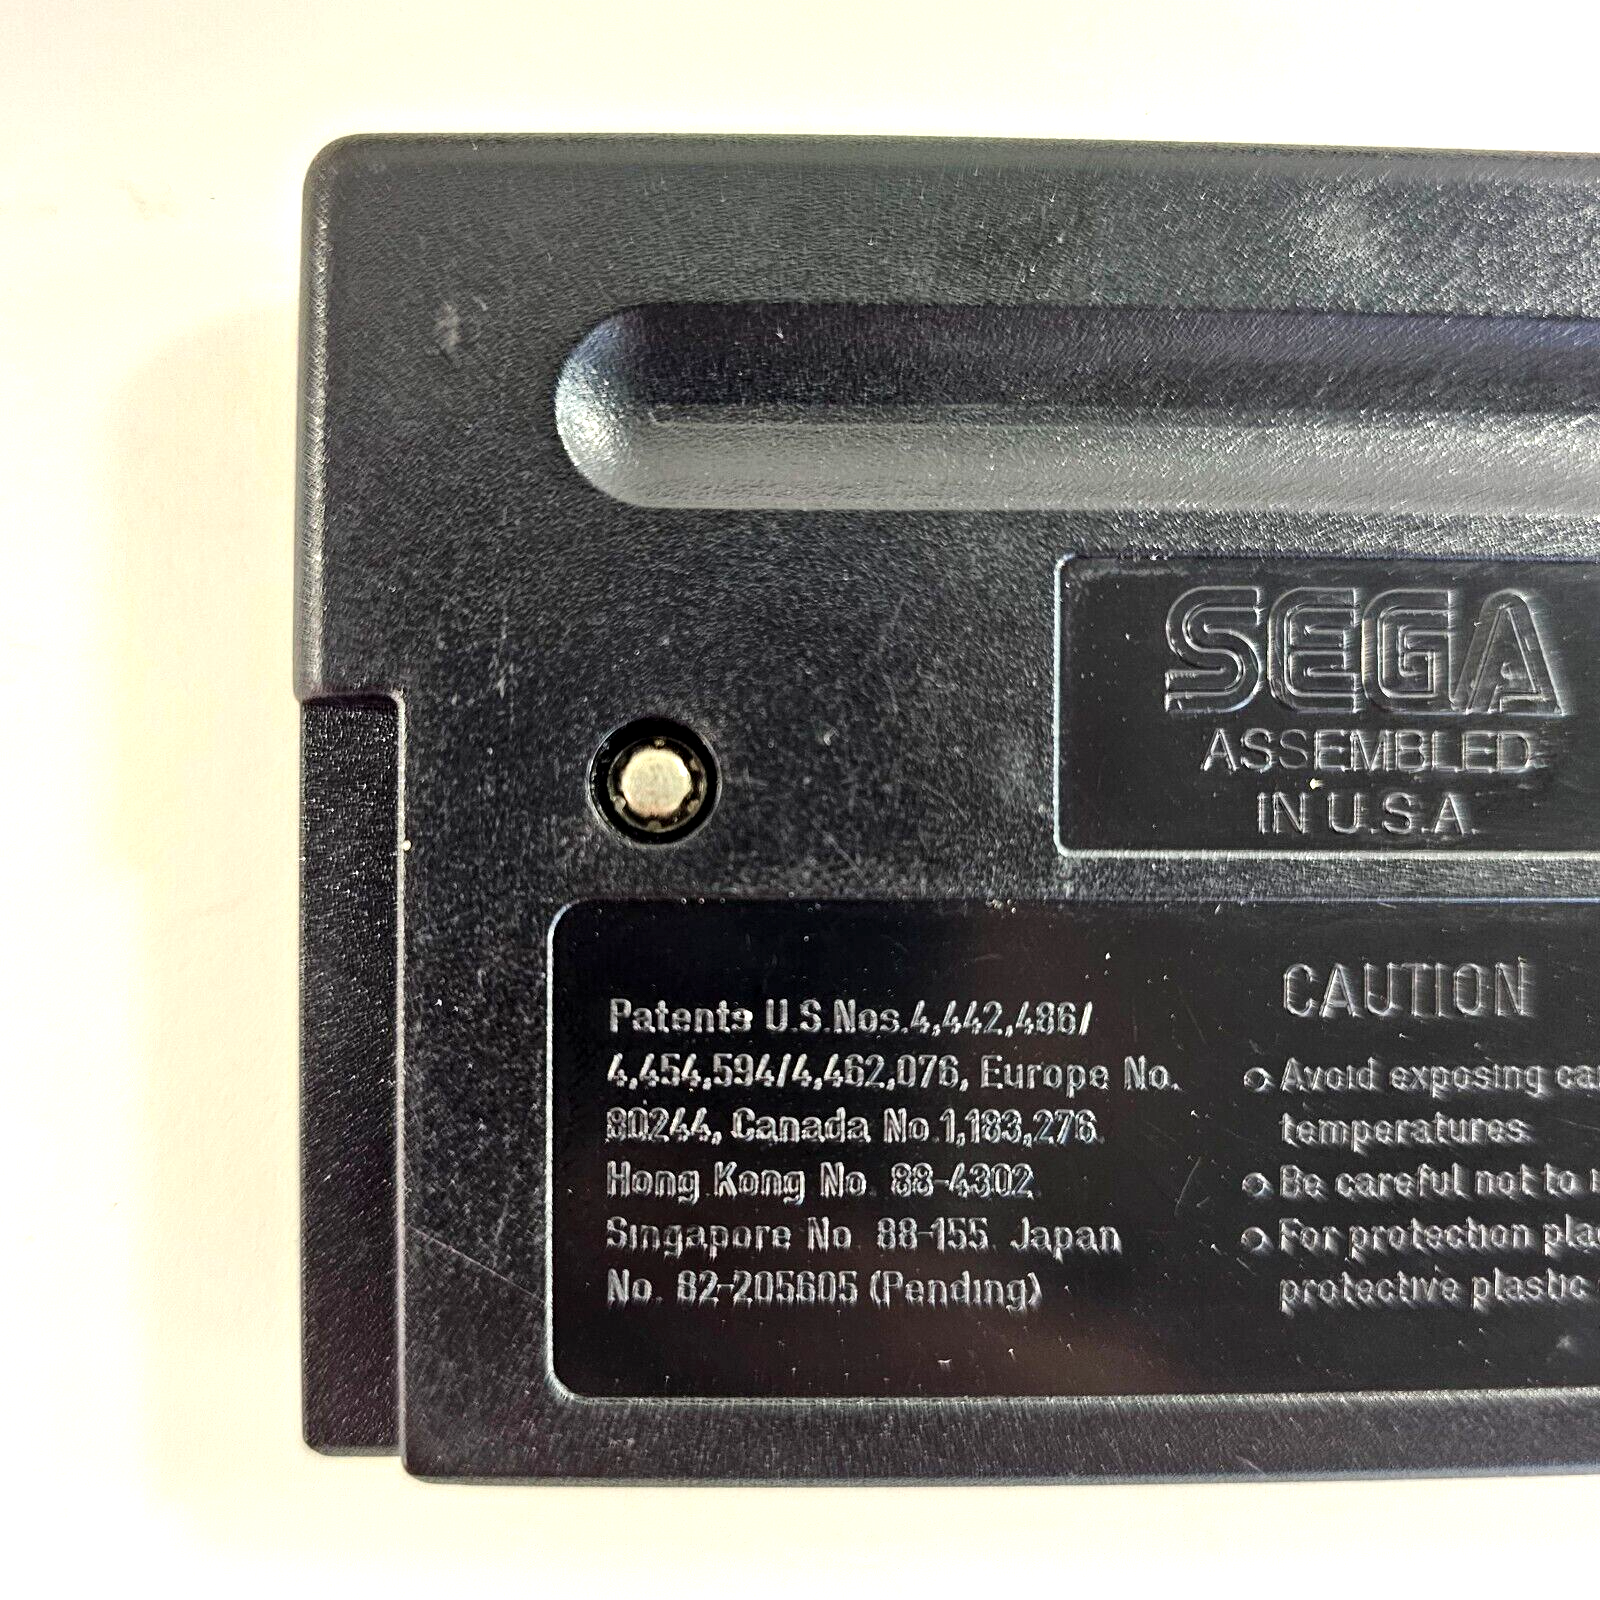 SEGA
ASSEMBLED
IN U.S.A.
Patents U.S.Nos.4,442,486/
4,454,594/4,462,076, Europe No.
80244, Canada No.1,183,276.
Hong Kong No. 88-4302.
Singapore No. 88-155. Japan
No. 82-205605 (Pending)
CAUTION
Avoid exposing
temperatures.
Be careful not to
For protection
protective plastic